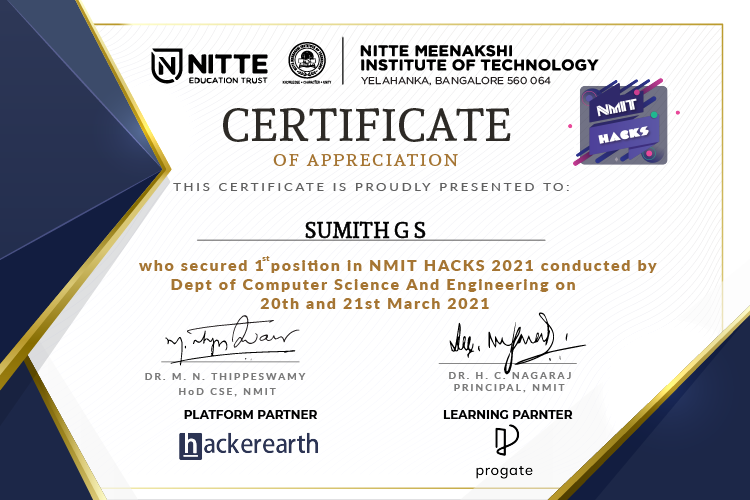 NITTE
EDUCATION TRUST
KNOWLEDGE • CHARACTER • UNITY
NITTE MEENAKSHI
INSTITUTE OF TECHNOLOGY
YELAHANKA, BANGALORE 560 064
NMIT
HACKS
CERTIFICATE
OF APPRECIATION
THIS CERTIFICATE IS PROUDLY PRESENTED TO:
SUMITH G S
who secured 1st position in NMIT HACKS 2021 conducted by
Dept of Computer Science And Engineering on
20th and 21st March 2021
DR. M. N. THIPPESWAMY
HoD CSE, NMIT
DR. H. C. NAGARAJ
PRINCIPAL, NMIT
PLATFORM PARTNER
hackerearth
LEARNING PARNTER
progate